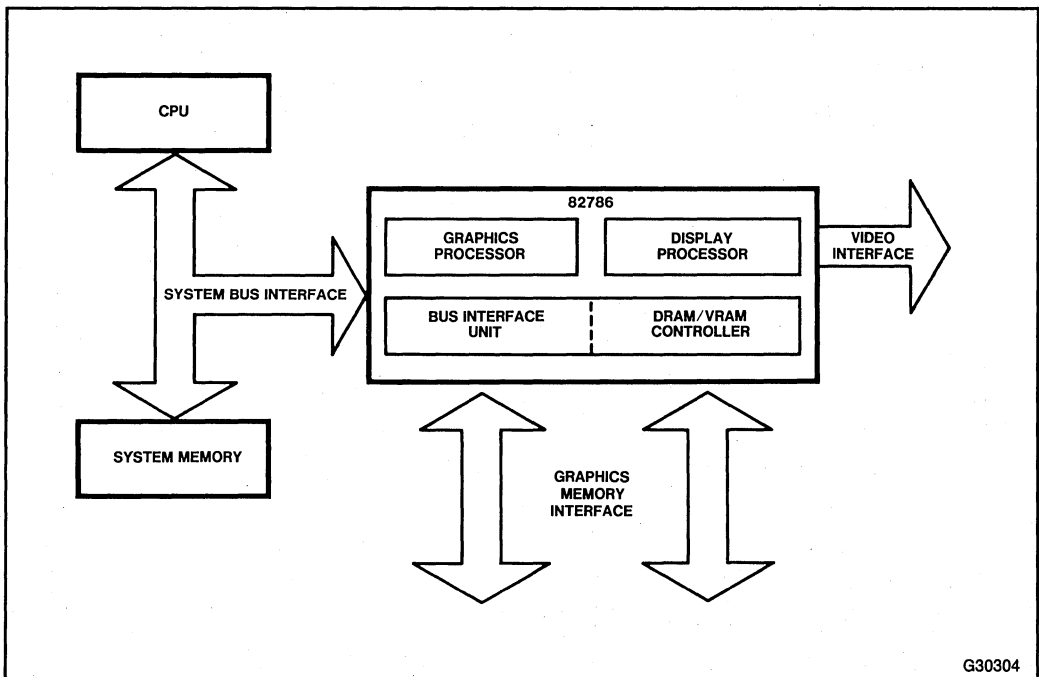 CPU
82786
GRAPHICS
PROCESSOR
DISPLAY
PROCESSOR
VIDEO
INTERFACE
SYSTEM BUS INTERFACE
BUS INTERFACE
UNIT
DRAM/VRAM
CONTROLLER
SYSTEM MEMORY
GRAPHICS
MEMORY
INTERFACE
G30304